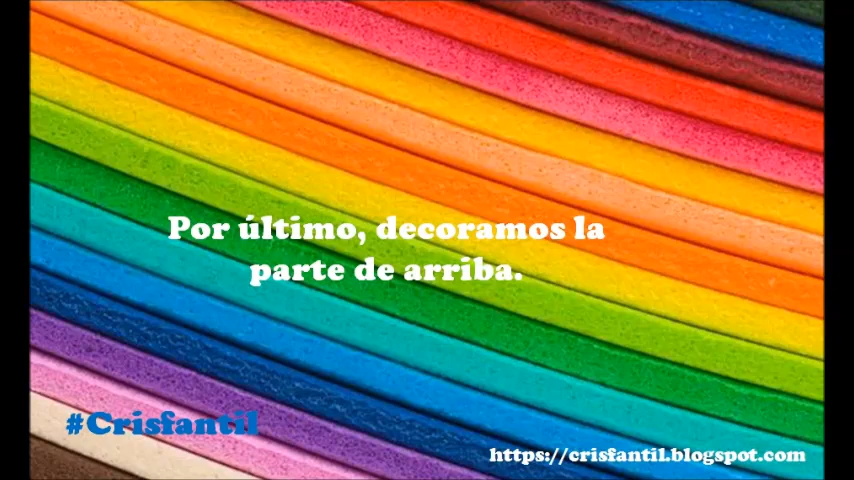 Por último, decoramos la
parte de arriba.
#Crisfantil
https://crisfantil.blogspot.com